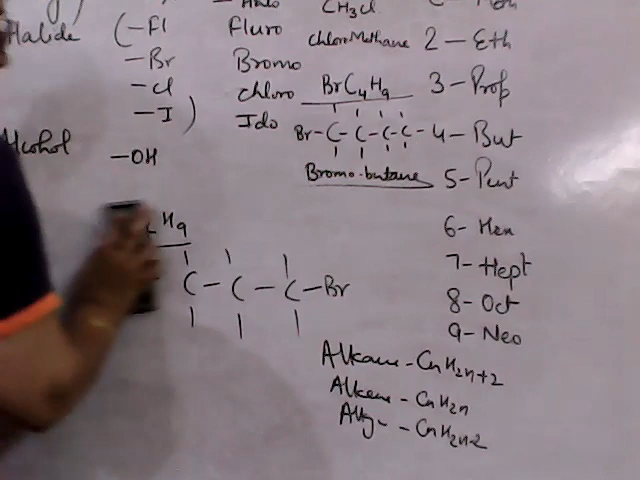 CH3Cl
Halide (-Fl Fluro chloroMethane 2 - Eth
-Br Bromo
-Cl chloro BrC4H9 3 - Prop
-I ) Ido Br-C-C-C-C- 4- But
Alcohol -OH Bromo-butane 5- Pent
H9 6- Hex
C - C - C - Br 7- Hept
8- Oct
9- Neo
Alkane - CnH2n+2
Alkene - CnH2n
Alky - - CnH2n-2